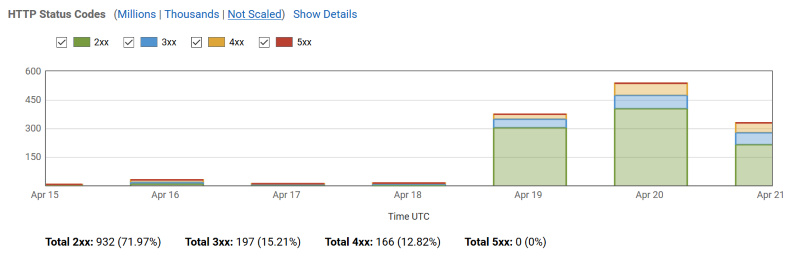 HTTP Status Codes (Millions | Thousands | Not Scaled) Show Details
2xx 3xx 4xx 5xx
600
450
300
150
Apr 15 Apr 16 Apr 17 Apr 18 Apr 19 Apr 20 Apr 21
Time UTC
Total 2xx: 932 (71.97%) Total 3xx: 197 (15.21%) Total 4xx: 166 (12.82%) Total 5xx: 0 (0%)